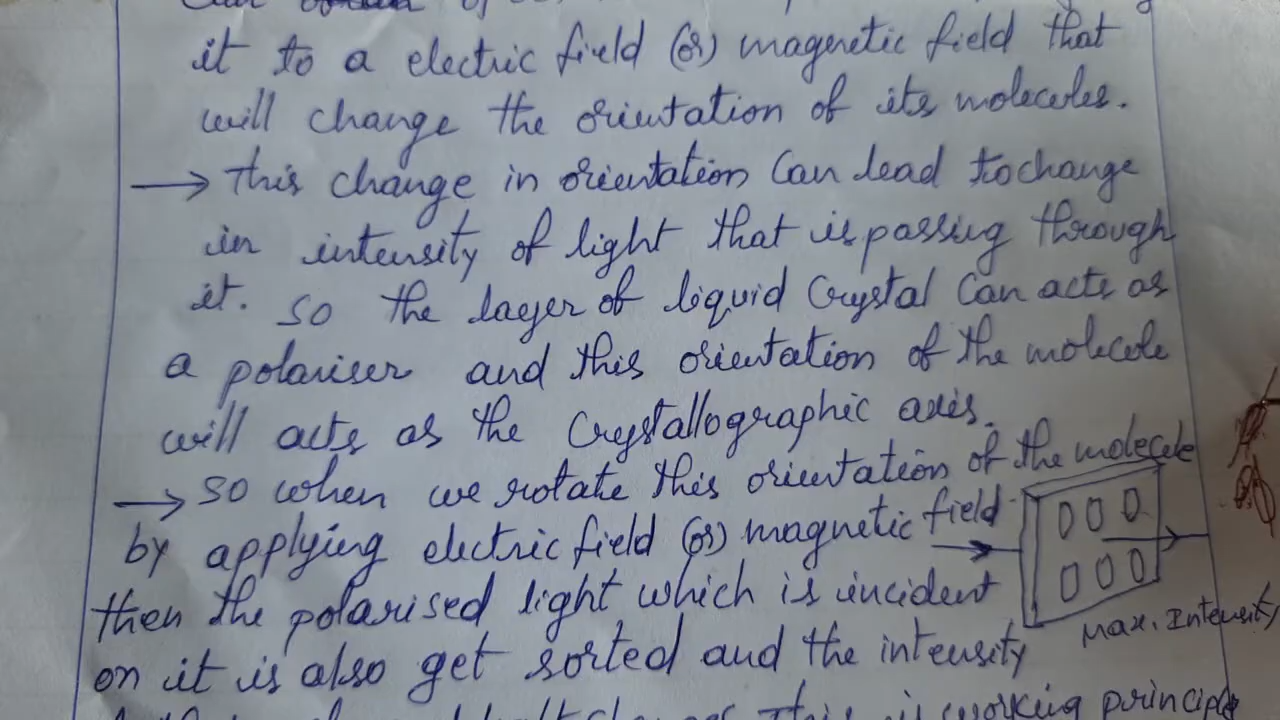 it to a electric field (or) magnetic field that
will change the orientation of its molecules.
→ this change in orientation can lead to change
in intensity of light that is passing through
it. so the layer of liquid crystal can acts as
a polariser and this orientation of the molecule
will acts as the crystallographic axis.
→ so when we rotate this orientation of the molecule
by applying electric field (or) magnetic field
then the polarised light which is incident
on it is also get sorted and the intensity
Max. Intensity
This is working principle